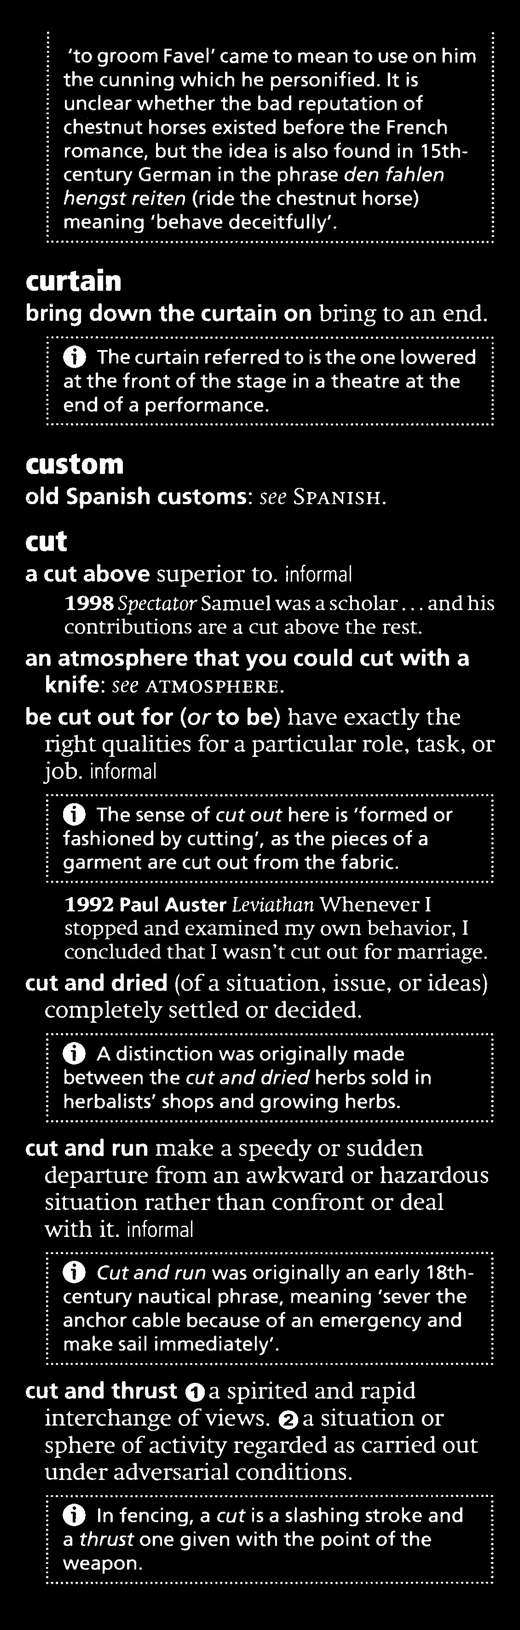 'to groom Favel' came to mean to use on him
the cunning which he personified. It is
unclear whether the bad reputation of
chestnut horses existed before the French
romance, but the idea is also found in 15th-
century German in the phrase den fahlen
hengst reiten (ride the chestnut horse)
meaning 'behave deceitfully'.
curtain
bring down the curtain on bring to an end.
i The curtain referred to is the one lowered
at the front of the stage in a theatre at the
end of a performance.
custom
old Spanish customs: see SPANISH.
cut
a cut above superior to. informal
1998 Spectator Samuel was a scholar... and his
contributions are a cut above the rest.
an atmosphere that you could cut with a
knife: see ATMOSPHERE.
be cut out for (or to be) have exactly the
right qualities for a particular role, task, or
job. informal
i The sense of cut out here is 'formed or
fashioned by cutting', as the pieces of a
garment are cut out from the fabric.
1992 Paul Auster Leviathan Whenever I
stopped and examined my own behavior, I
concluded that I wasn't cut out for marriage.
cut and dried (of a situation, issue, or ideas)
completely settled or decided.
i A distinction was originally made
between the cut and dried herbs sold in
herbalists' shops and growing herbs.
cut and run make a speedy or sudden
departure from an awkward or hazardous
situation rather than confront or deal
with it. informal
i Cut and run was originally an early 18th-
century nautical phrase, meaning 'sever the
anchor cable because of an emergency and
make sail immediately'.
cut and thrust ❶ a spirited and rapid
interchange of views. ❷ a situation or
sphere of activity regarded as carried out
under adversarial conditions.
i In fencing, a cut is a slashing stroke and
a thrust one given with the point of the
weapon.